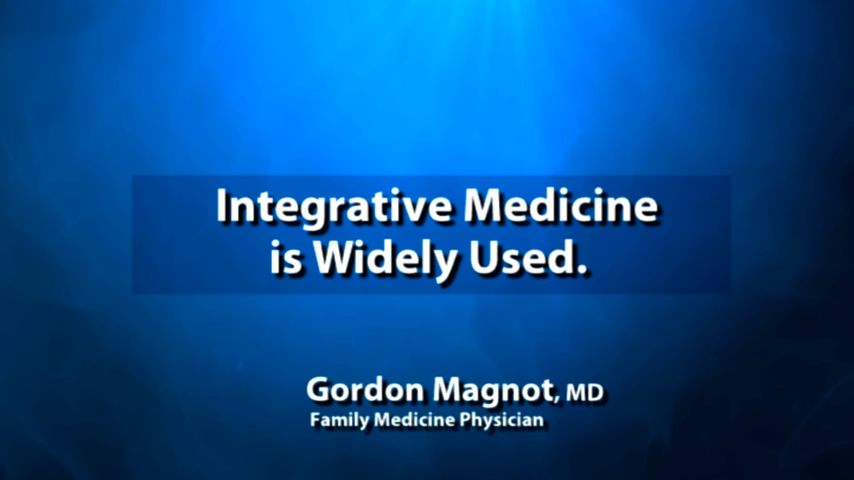 Integrative Medicine
is Widely Used.
Gordon Magnot, MD
Family Medicine Physician